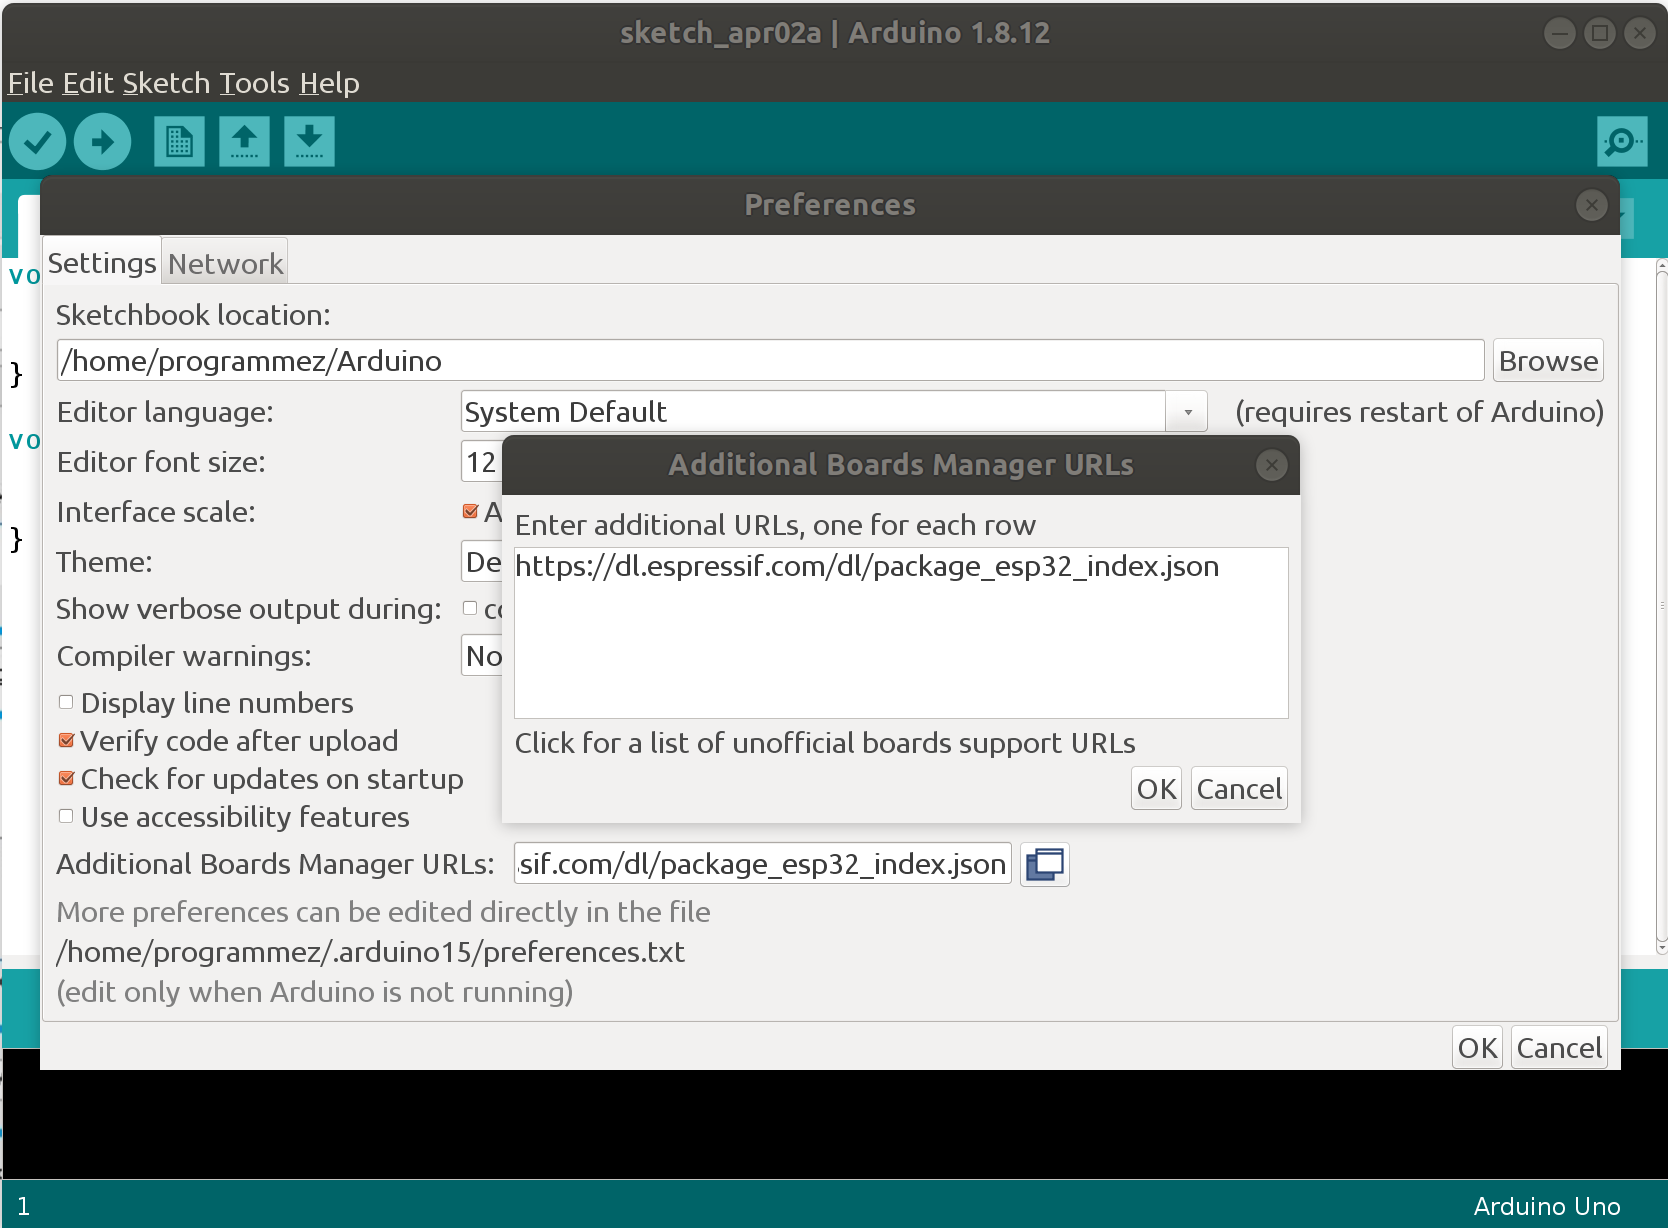 sketch_apr02a | Arduino 1.8.12
File Edit Sketch Tools Help
Preferences
Settings Network
Sketchbook location:
/home/programmez/Arduino Browse
Editor language: System Default (requires restart of Arduino)
Editor font size: 12
Interface scale: A
Theme: De
Show verbose output during: co
Compiler warnings: No
Display line numbers
Verify code after upload
Check for updates on startup
Use accessibility features
Additional Boards Manager URLs: sif.com/dl/package_esp32_index.json
More preferences can be edited directly in the file
/home/programmez/.arduino15/preferences.txt
(edit only when Arduino is not running)
OK Cancel
Additional Boards Manager URLs
Enter additional URLs, one for each row
https://dl.espressif.com/dl/package_esp32_index.json
Click for a list of unofficial boards support URLs
OK Cancel
vo
}
vo
}
1 Arduino Uno